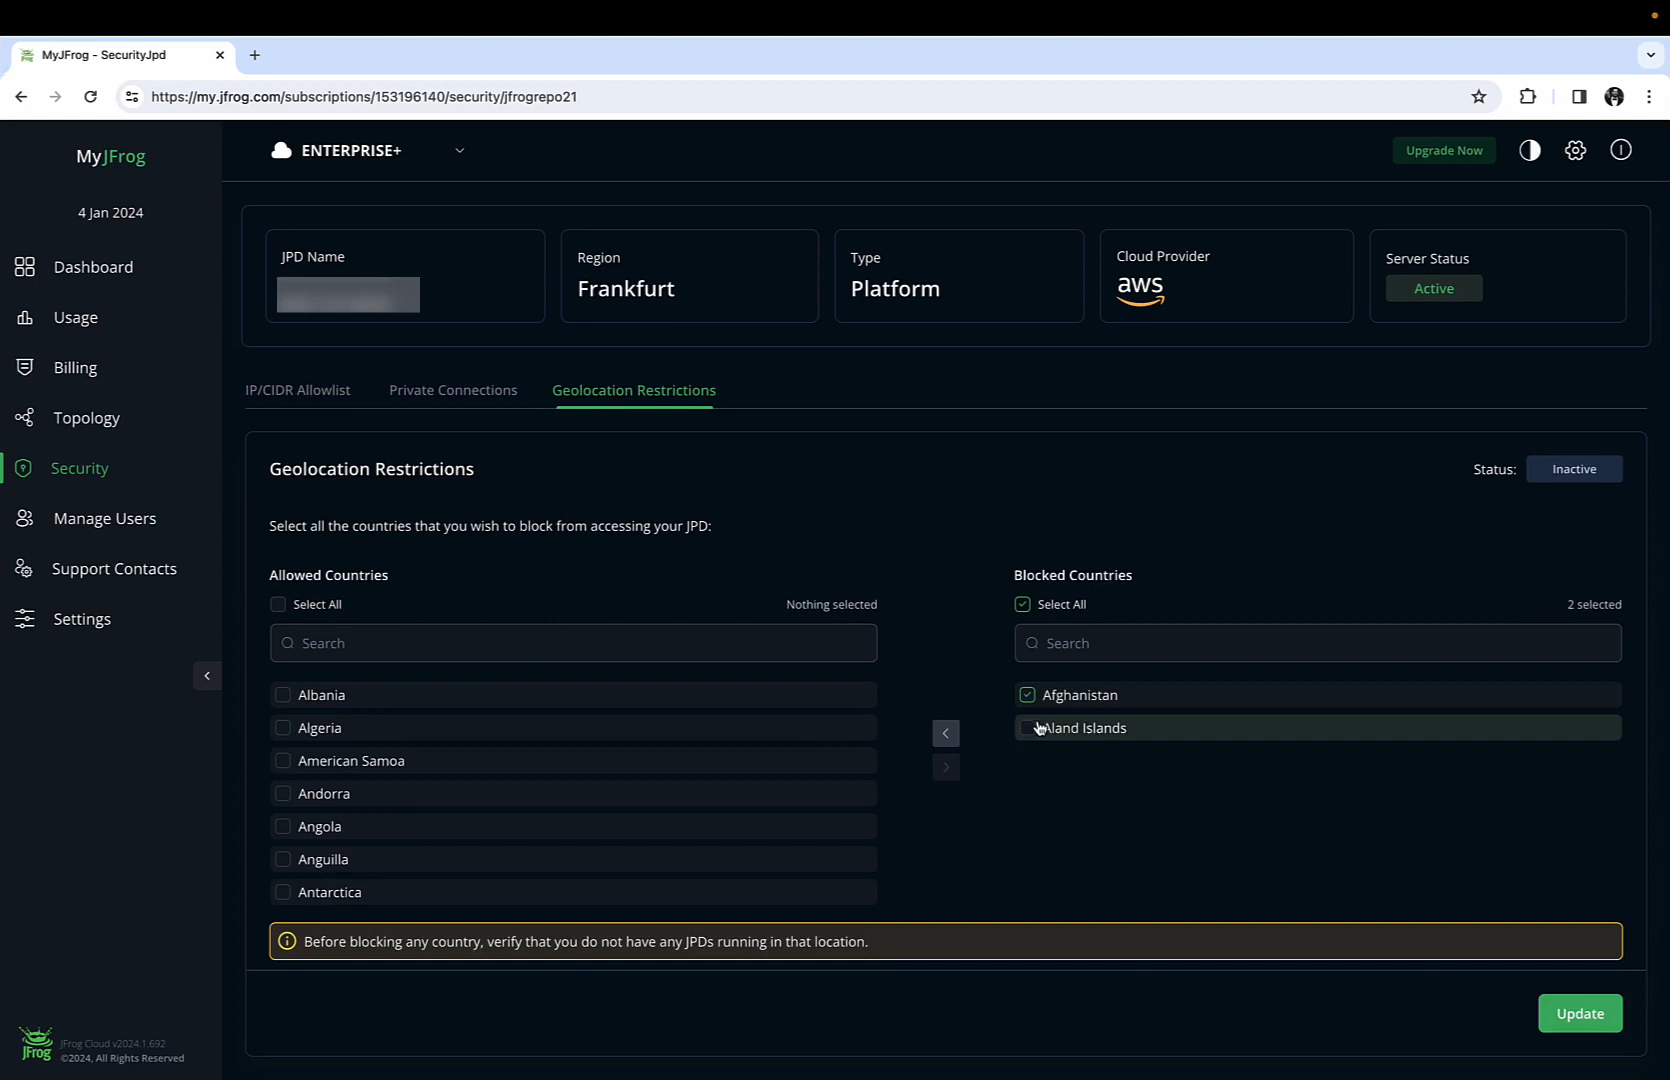 MyJFrog - SecurityJpd
https://my.jfrog.com/subscriptions/153196140/security/jfrogrepo21
MyJFrog
ENTERPRISE+
Upgrade Now
4 Jan 2024
Dashboard
Usage
Billing
Topology
Security
Manage Users
Support Contacts
Settings
JPD Name
Region
Frankfurt
Type
Platform
Cloud Provider
aws
Server Status
Active
IP/CIDR Allowlist
Private Connections
Geolocation Restrictions
Geolocation Restrictions
Status:
Inactive
Select all the countries that you wish to block from accessing your JPD:
Allowed Countries
Select All
Nothing selected
Search
Albania
Algeria
American Samoa
Andorra
Angola
Anguilla
Antarctica
Blocked Countries
Select All
2 selected
Search
Afghanistan
Aland Islands
Before blocking any country, verify that you do not have any JPDs running in that location.
Update
JFrog
JFrog Cloud v2024.1.692
©2024, All Rights Reserved